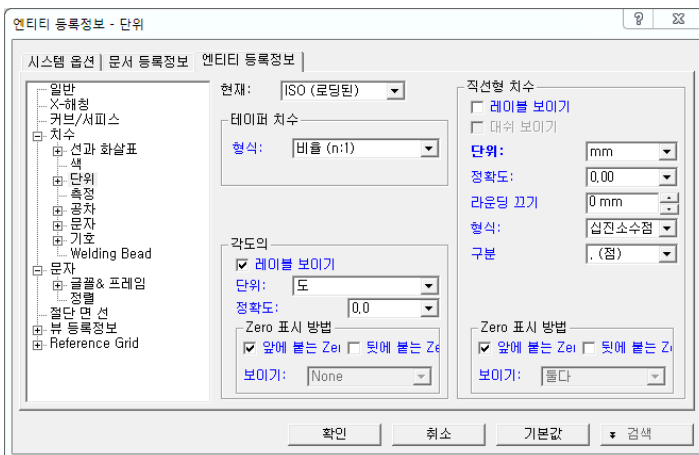 엔티티 등록정보 - 단위
시스템 옵션 문서 등록정보 엔티티 등록정보
일반
X-해칭
커브/서피스
치수
선과 화살표
색
단위
측정
공차
문자
기호
Welding Bead
문자
글꼴& 프레임
정렬
절단 면 선
뷰 등록정보
Reference Grid
현재: ISO (로딩된)
테이퍼 치수
형식: 비율 (n:1)
각도의
레이블 보이기
단위: 도
정확도: 0,0
Zero 표시 방법
앞에 붙는 Zer 뒷에 붙는 Ze
보이기: None
직선형 치수
레이블 보이기
대쉬 보이기
단위: mm
정확도: 0,00
라운딩 끄기 0 mm
형식: 십진소수점
구분 . (점)
Zero 표시 방법
앞에 붙는 Zer 뒷에 붙는 Ze
보이기: 둘다
확인 취소 기본값 검색